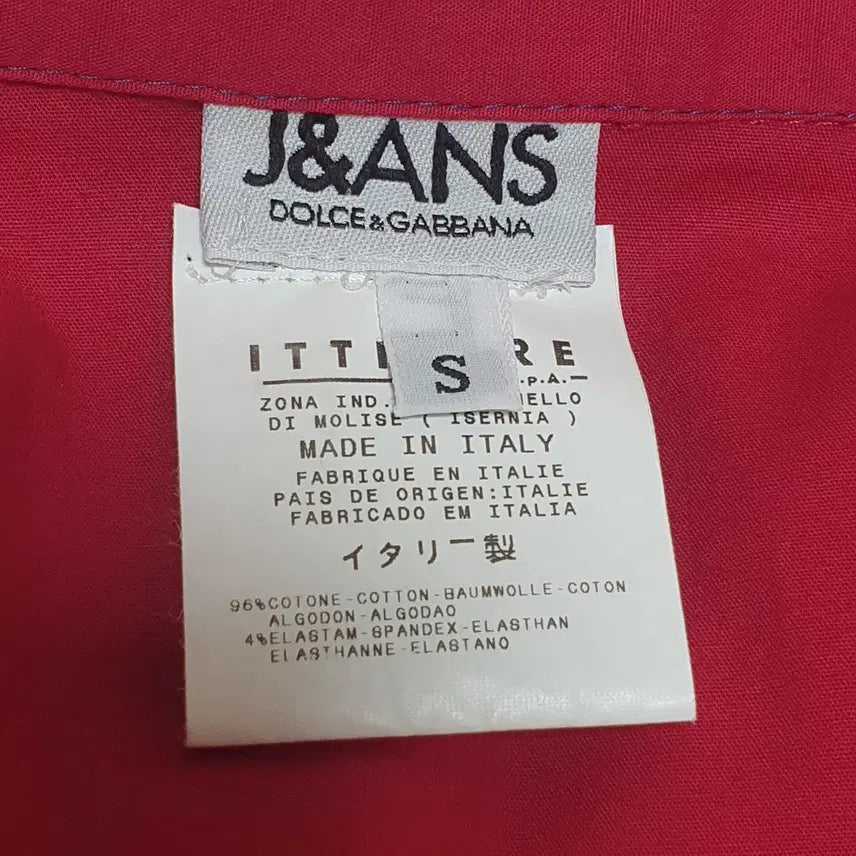 J&ANS
DOLCE&GABBANA
S
ITTI RE
.p.A.
ZONA IND. ELLO
DI MOLISE ( ISERNIA )
MADE IN ITALY
FABRIQUE EN ITALIE
PAIS DE ORIGEN:ITALIE
FABRICADO EM ITALIA
イタリー製
96%COTONE-COTTON-BAUMWOLLE-COTON
ALGODON-ALGODAO
4%ELASTAM-SPANDEX-ELASTHAN
ELASTHANNE-ELASTANO